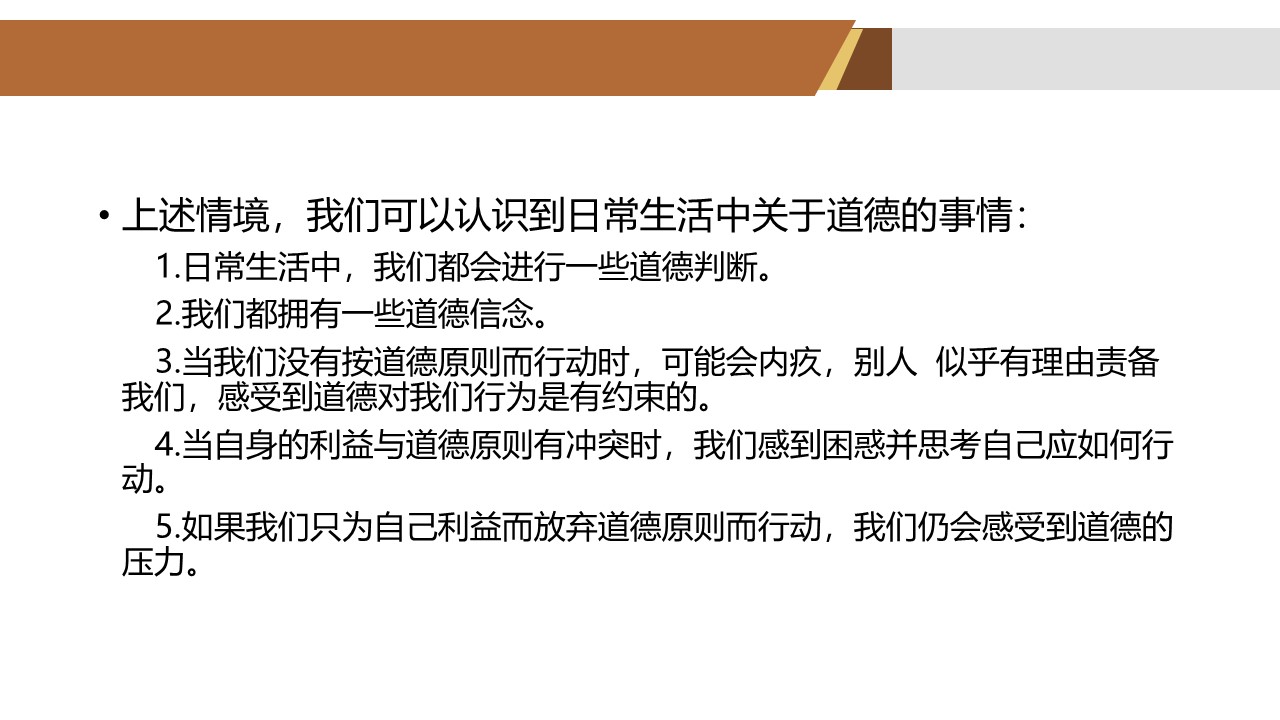 • 上述情境，我们可以认识到日常生活中关于道德的事情：
1.日常生活中，我们都会进行一些道德判断。
2.我们都拥有一些道德信念。
3.当我们没有按道德原则而行动时，可能会内疚，别人 似乎有理由责备
我们，感受到道德对我们行为是有约束的。
4.当自身的利益与道德原则有冲突时，我们感到困惑并思考自己应如何行
动。
5.如果我们只为自己利益而放弃道德原则而行动，我们仍会感受到道德的
压力。